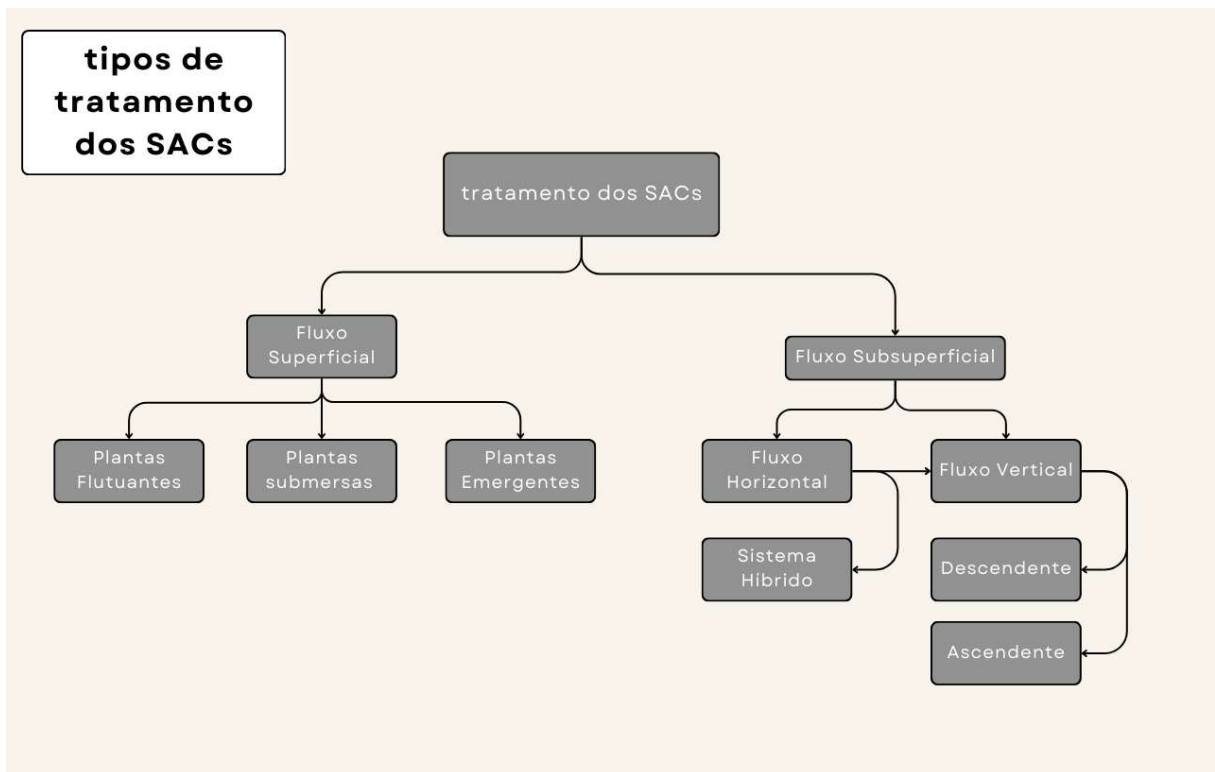 tipos de
tratamento
dos SACs
tratamento dos SACs
Fluxo
Superficial
Fluxo Subsuperficial
Plantas
Flutuantes
Plantas
submersas
Plantas
Emergentes
Fluxo
Horizontal
Fluxo Vertical
Sistema
Hibrido
Descendente
Ascendente